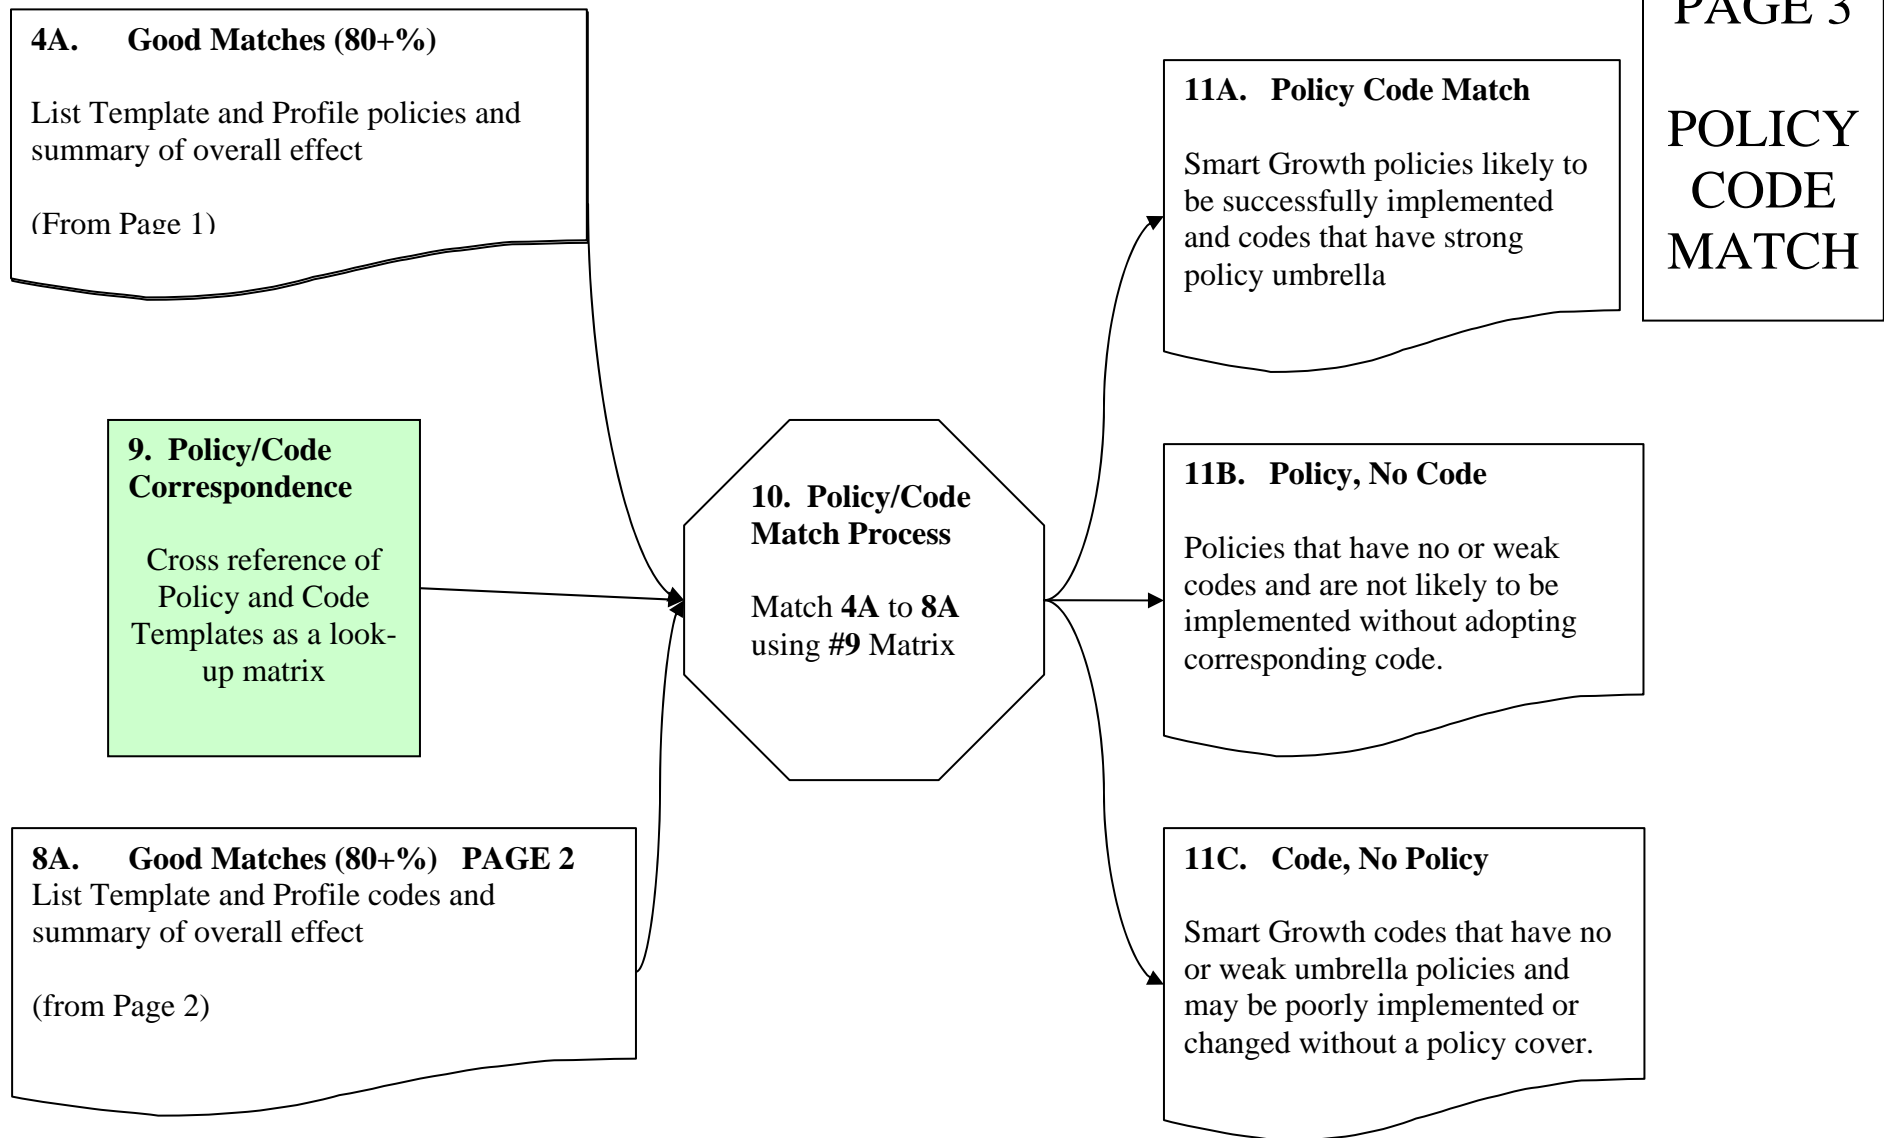 4A. Good Matches (80+%)
List Template and Profile policies and
summary of overall effect
(From Page 1)
9. Policy/Code
Correspondence
Cross reference of
Policy and Code
Templates as a look-
up matrix
8A. Good Matches (80+%) PAGE 2
List Template and Profile codes and
summary of overall effect
(from Page 2)
10. Policy/Code
Match Process
Match 4A to 8A
using #9 Matrix
11A. Policy Code Match
Smart Growth policies likely to
be successfully implemented
and codes that have strong
policy umbrella
11B. Policy, No Code
Policies that have no or weak
codes and are not likely to be
implemented without adopting
corresponding code.
11C. Code, No Policy
Smart Growth codes that have no
or weak umbrella policies and
may be poorly implemented or
changed without a policy cover.
PAGE 3
POLICY
CODE
MATCH